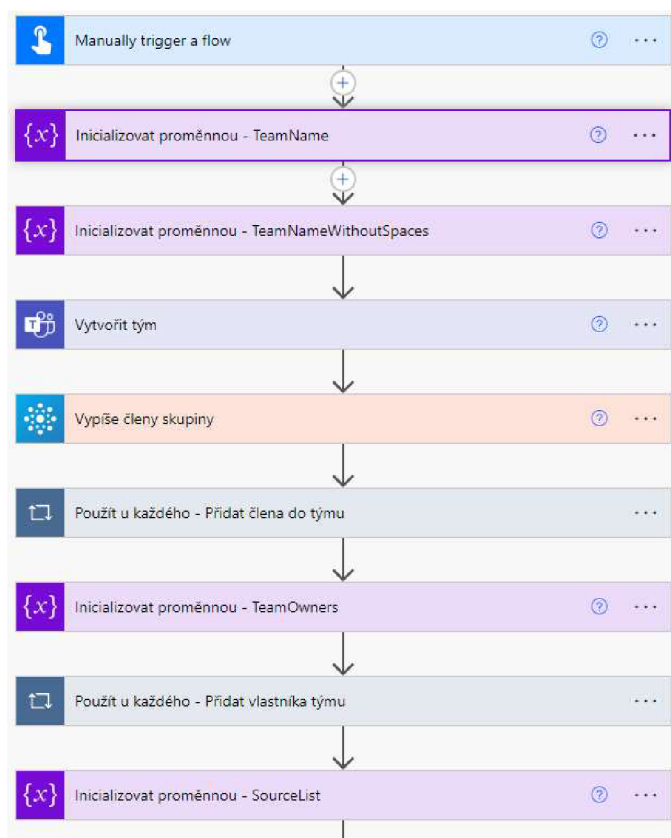 Manually trigger a flow
{x} Inicializovat proměnnou - TeamName
{x} Inicializovat proměnnou - TeamNameWithoutSpaces
Vytvořit tým
Vypíše členy skupiny
Použít u každého - Přidat člena do týmu
{x} Inicializovat proměnnou - TeamOwners
Použít u každého - Přidat vlastníka týmu
{x} Inicializovat proměnnou - SourceList